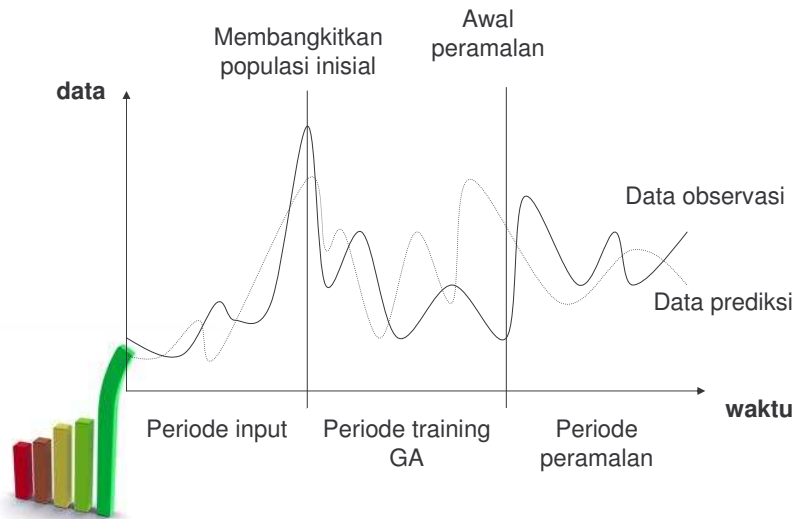 Membangkitkan
populasi inisial
Awal
peramalan
data
Data observasi
Data prediksi
waktu
Periode input
Periode training
GA
Periode
peramalan